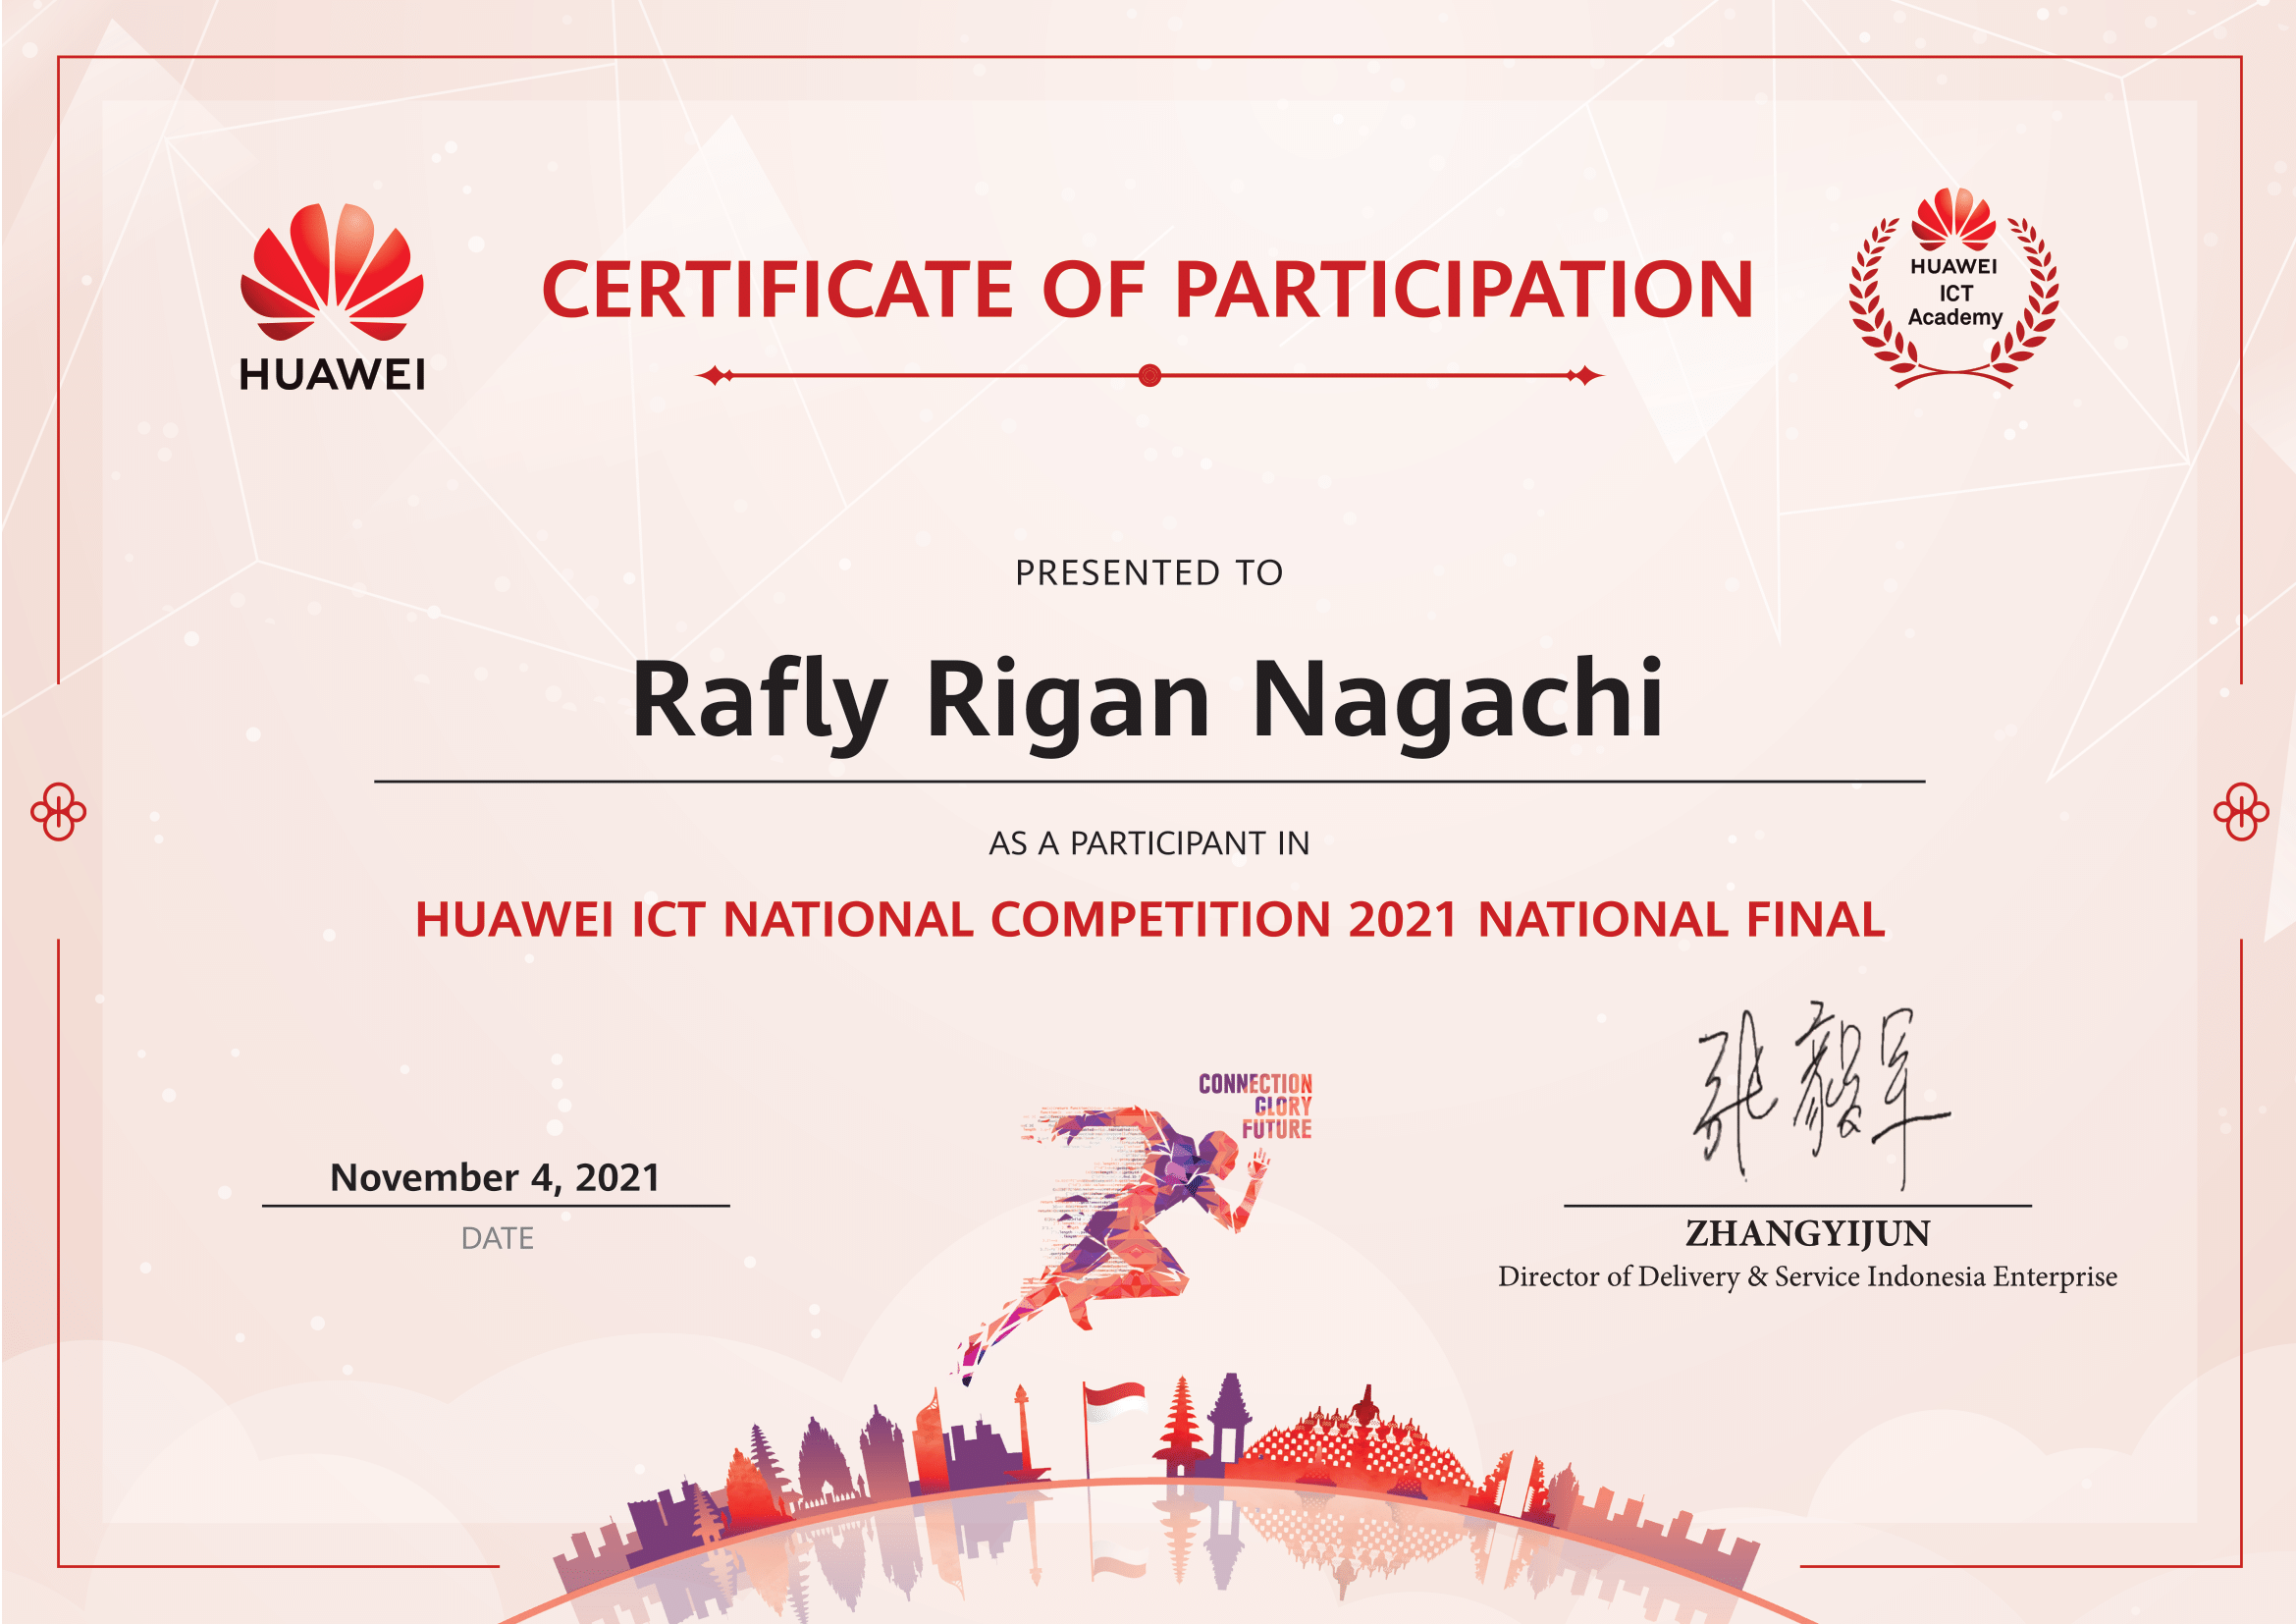 HUAWEI
CERTIFICATE OF PARTICIPATION
HUAWEI
ICT
Academy
PRESENTED TO
Rafly Rigan Nagachi
AS A PARTICIPANT IN
HUAWEI ICT NATIONAL COMPETITION 2021 NATIONAL FINAL
CONNECTION
GLORY
FUTURE
张毅军
November 4, 2021
DATE
ZHANGYIJUN
Director of Delivery & Service Indonesia Enterprise